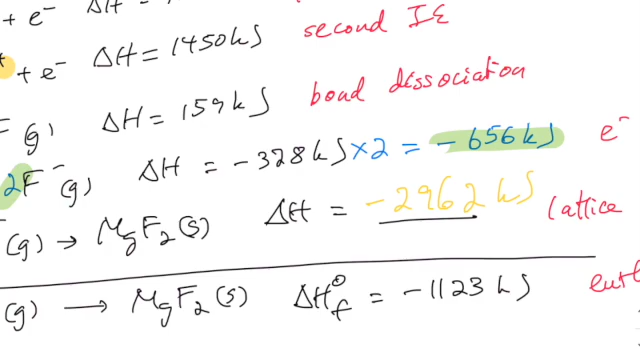 + e⁻ ΔH =
+ e⁻ ΔH = 1450 kJ second IE
g) ΔH = 159 kJ bond dissociation
2F⁻(g) ΔH = -328 kJ ×2 = -656 kJ e⁻
(g) → MgF₂(s) ΔH = -2962 kJ lattice
(g) → MgF₂(s) ΔH°f = -1123 kJ